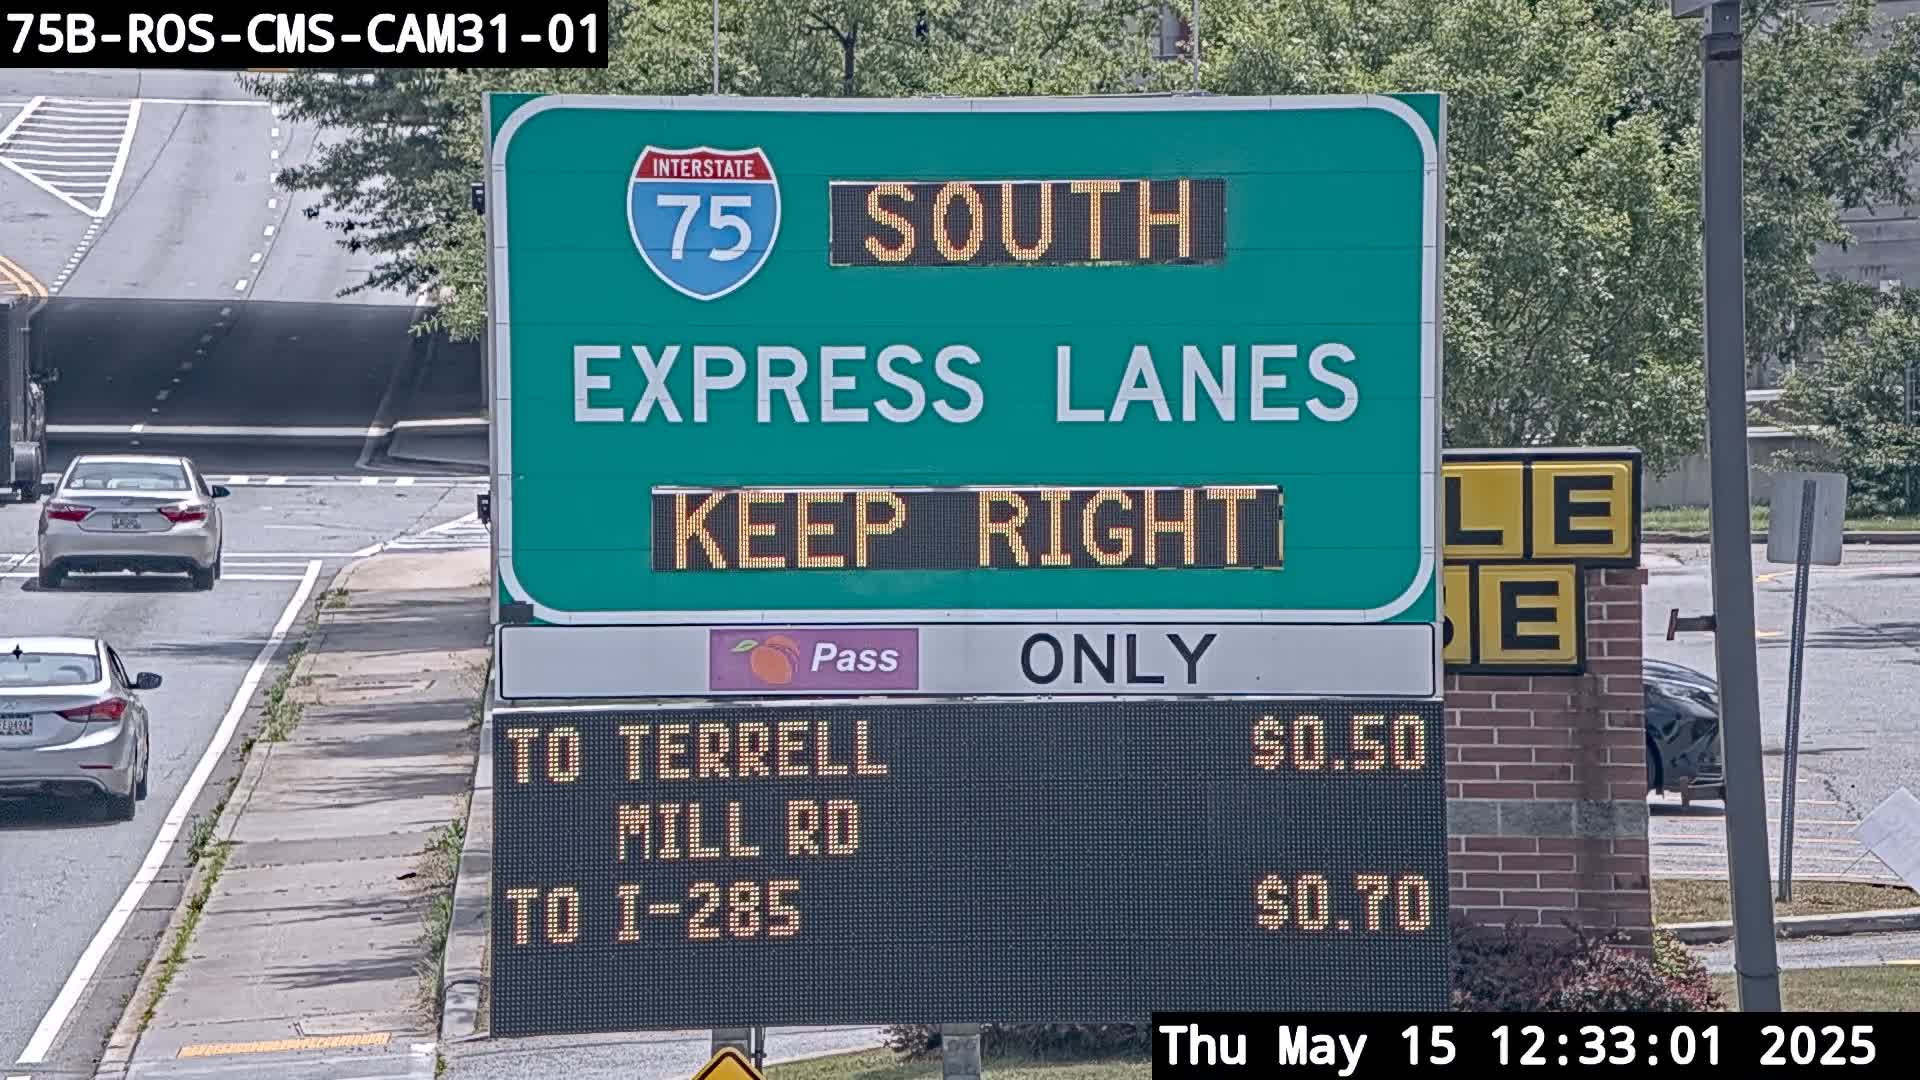 75B-ROS-CMS-CAM31-01
INTERSTATE
75
SOUTH
EXPRESS LANES
KEEP RIGHT
Pass ONLY
TO TERRELL $0.50
MILL RD
TO I-285 $0.70
LE
E
Thu May 15 12:33:01 2025